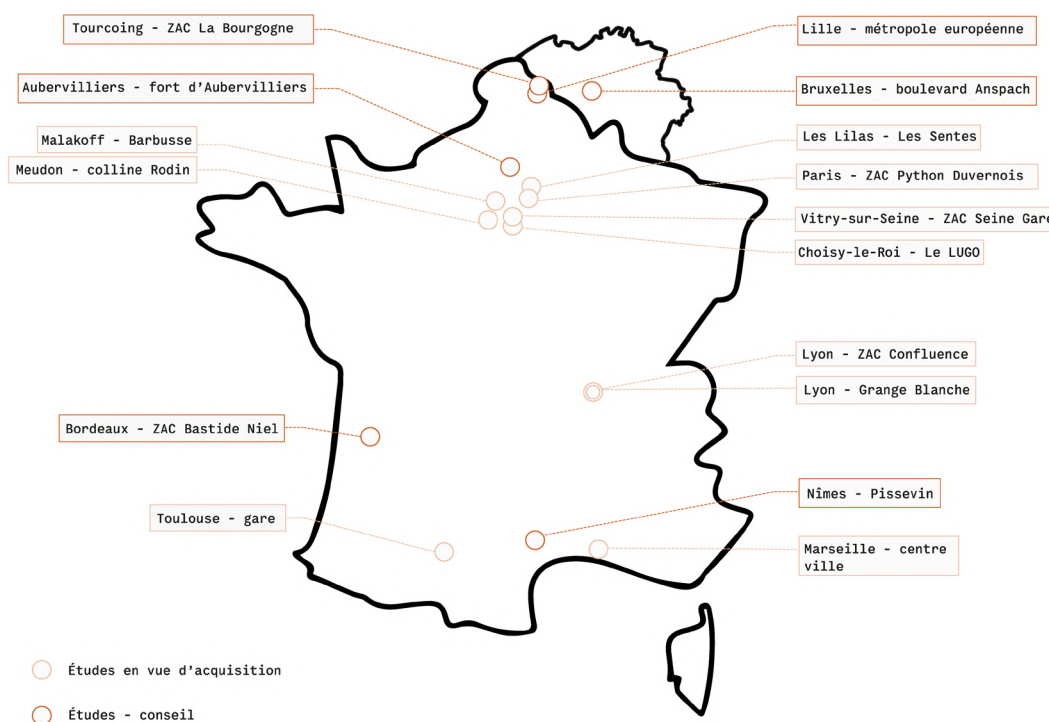 Tourcoing - ZAC La Bourgogne
Lille - métropole européenne
Aubervilliers - fort d'Aubervilliers
Bruxelles - boulevard Anspach
Malakoff - Barbusse
Les Lilas - Les Sentes
Meudon - colline Rodin
Paris - ZAC Python Duvernois
Vitry-sur-Seine - ZAC Seine Gare
Choisy-le-Roi - Le LUGO
Lyon - ZAC Confluence
Lyon - Grange Blanche
Bordeaux - ZAC Bastide Niel
Nîmes - Pissevin
Toulouse - gare
Marseille - centre
ville
Études en vue d'acquisition
Études - conseil